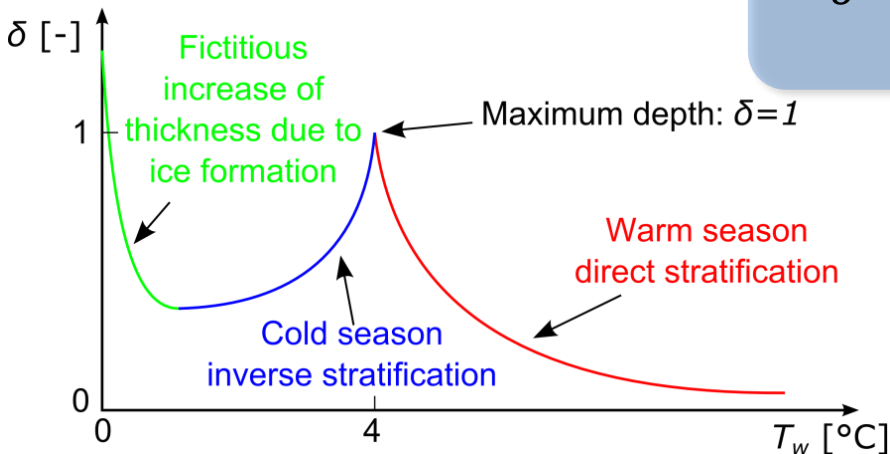 δ [-]
Fictitious
increase of
thickness due to
ice formation
1
Maximum depth: δ=1
Warm season
direct stratification
Cold season
inverse stratification
0
0
4
T_w [°C]